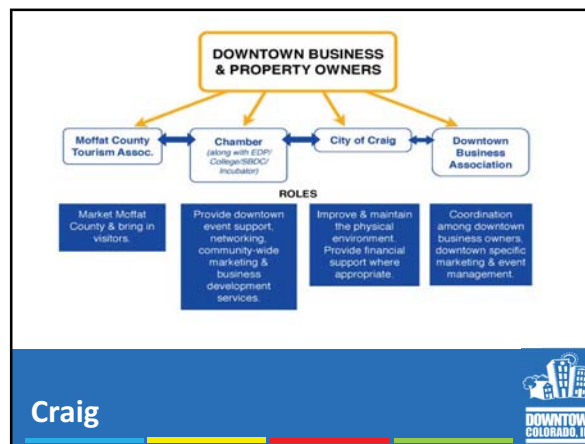 DOWNTOWN BUSINESS
& PROPERTY OWNERS
Moffat County
Tourism Assoc.
Chamber
(along with EDP/
College/SBDC/
Incubator)
City of Craig
Downtown
Business
Association
ROLES
Market Moffat
County & bring in
visitors.
Provide downtown
event support,
networking,
community-wide
marketing &
business
development
services.
Improve & maintain
the physical
environment.
Provide financial
support where
appropriate.
Coordination
among downtown
business owners,
downtown specific
marketing & event
management.
Craig
DOWNTOWN
COLORADO, I